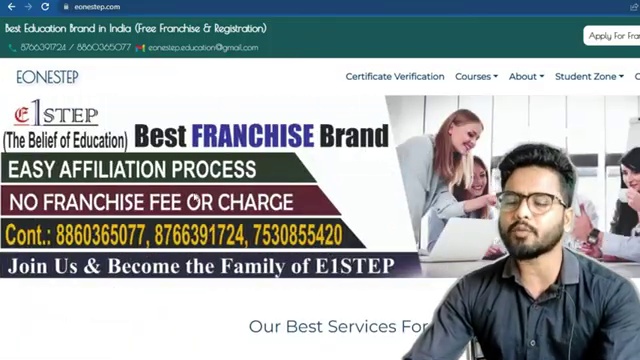 eonestep.com
Best Education Brand in India (Free Franchise & Registration)
8766391724 / 8860365077 eonestep.education@gmail.com
Apply For Fran
EONESTEP
Certificate Verification Courses About Student Zone
E1STEP
(The Belief of Education) Best FRANCHISE Brand
EASY AFFILIATION PROCESS
NO FRANCHISE FEE OR CHARGE
Cont.: 8860365077, 8766391724, 7530855420
Join Us & Become the Family of E1STEP
Our Best Services For